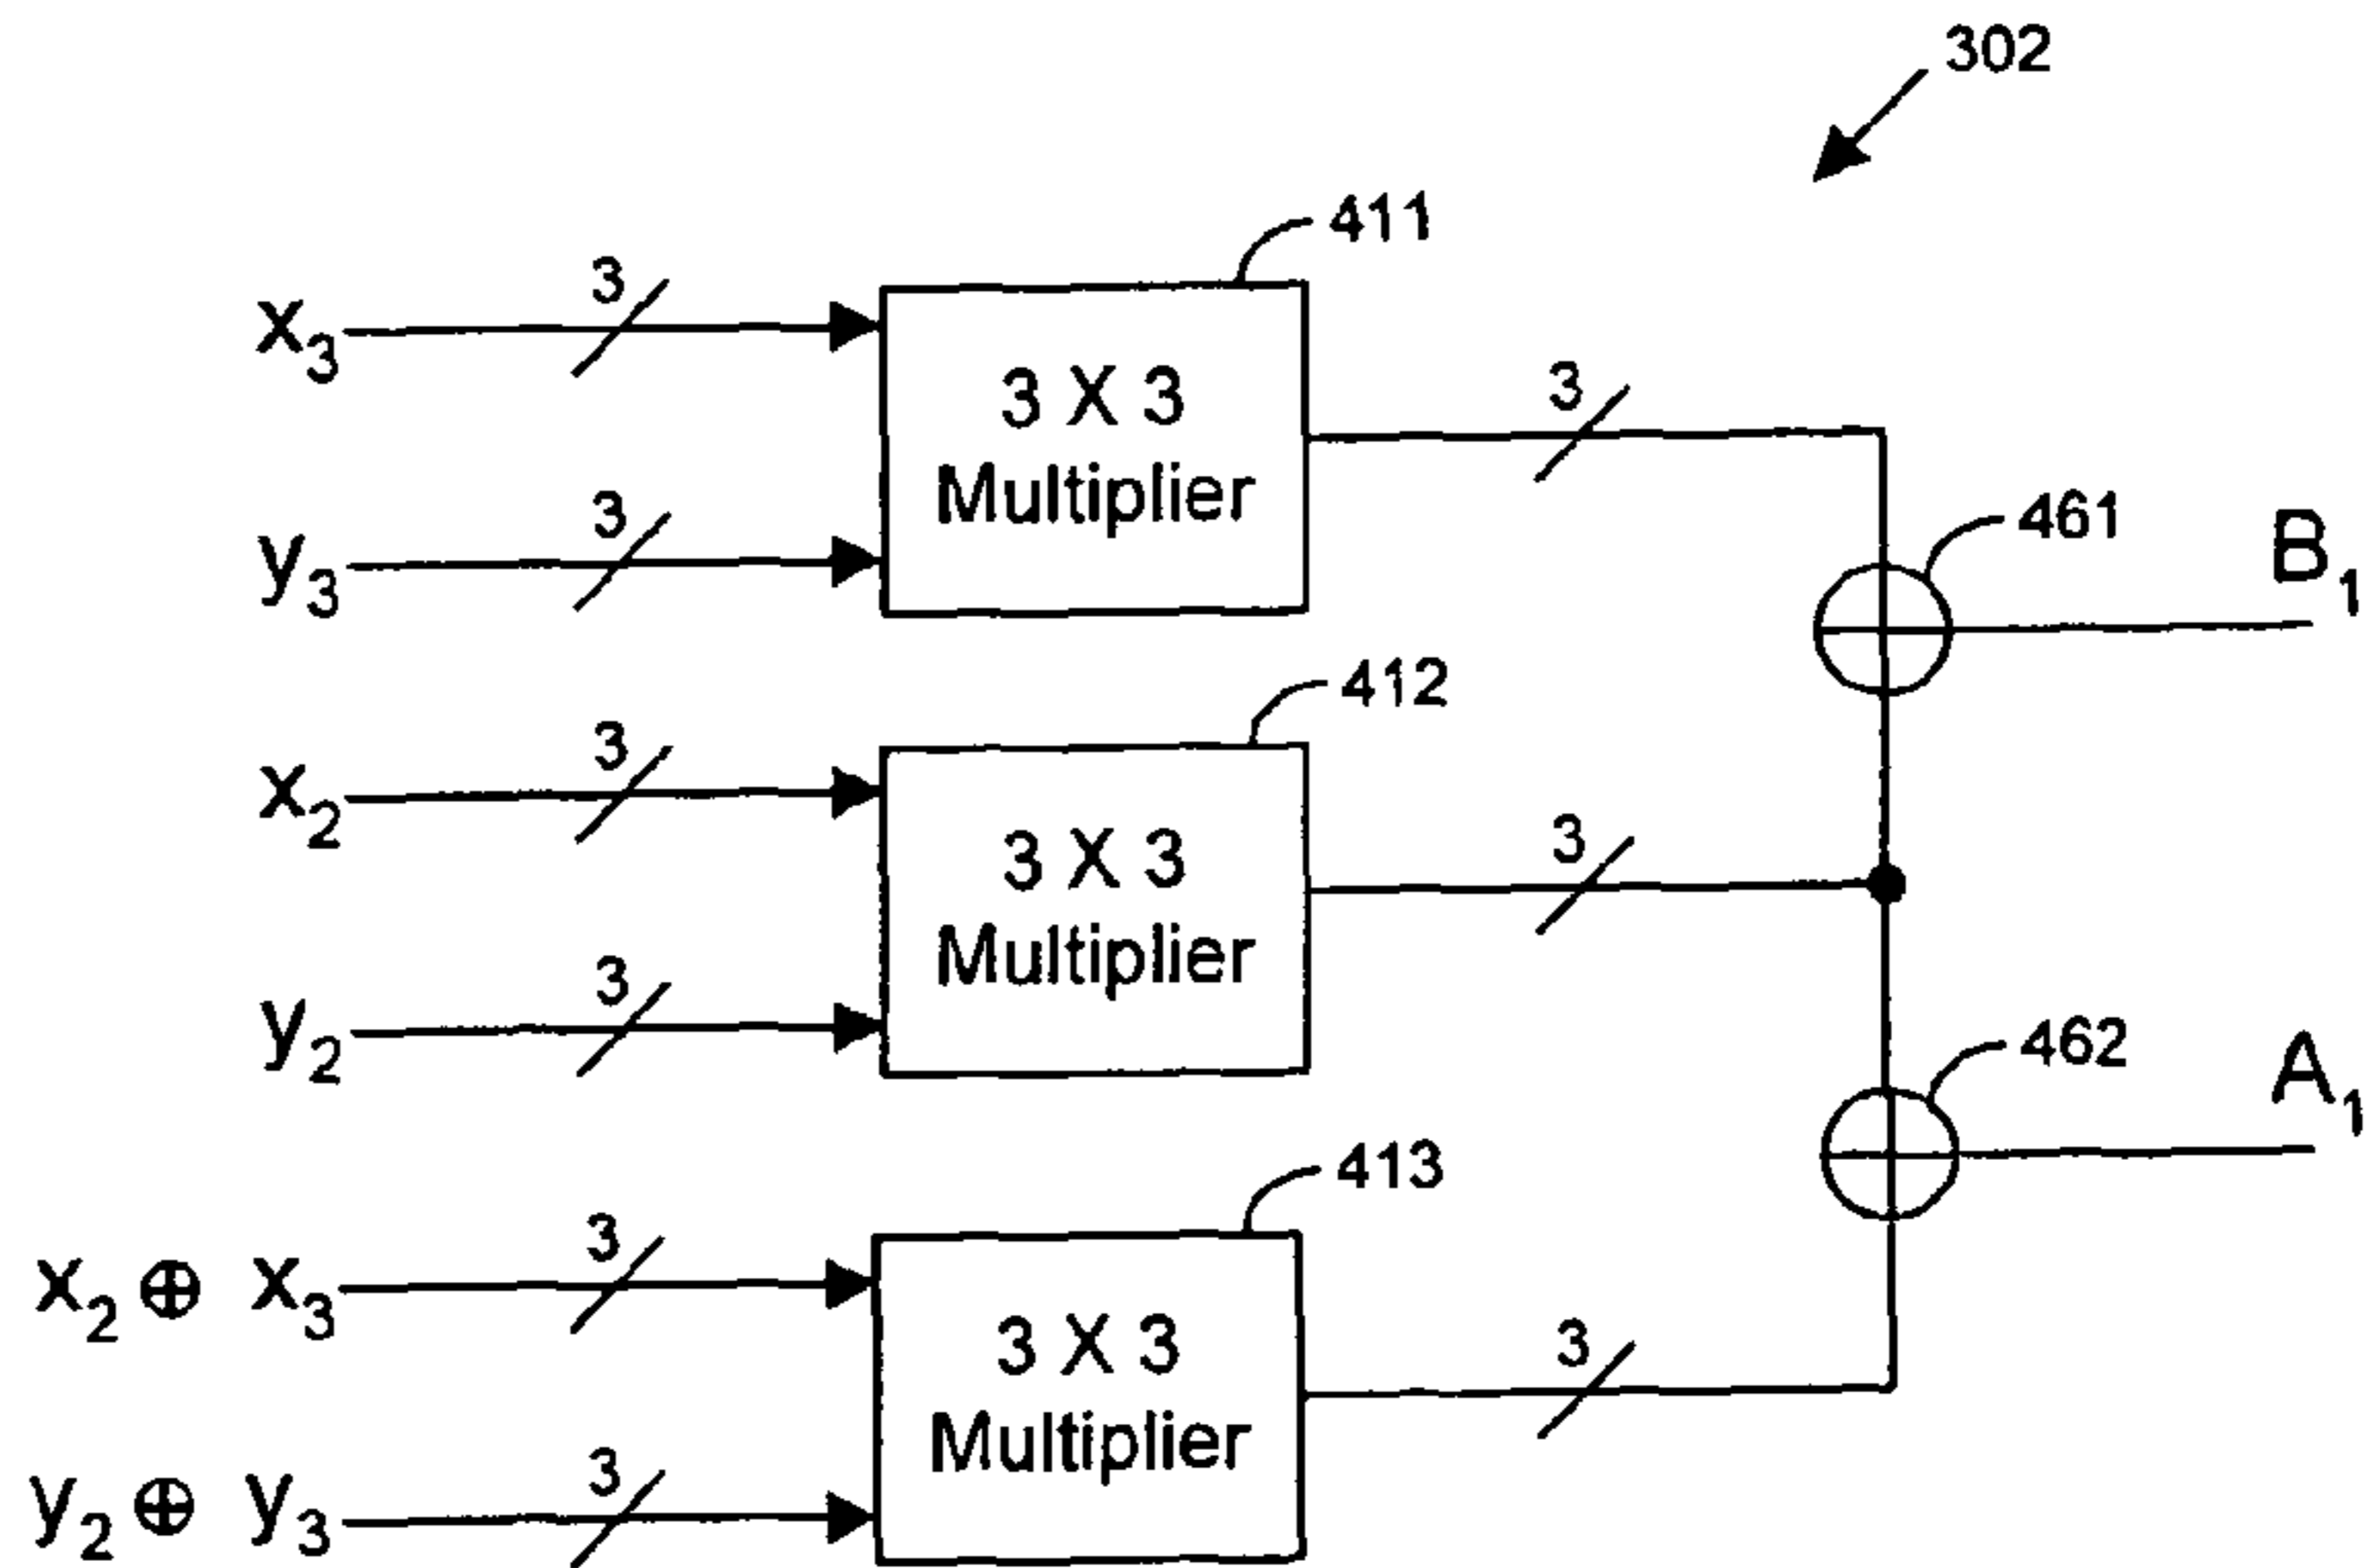 302
411
x₃ 3
3 X 3
Multiplier
3
y₃ 3
461
B₁
412
x₂ 3
3 X 3
Multiplier
3
y₂ 3
462
A₁
413
x₂ ⊕ x₃ 3
3 X 3
Multiplier
3
y₂ ⊕ y₃ 3